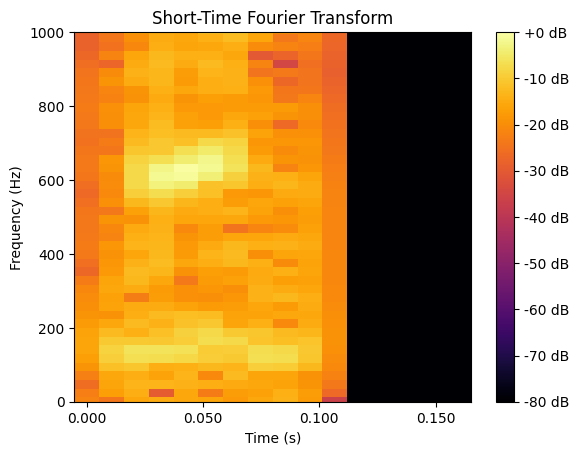 Short-Time Fourier Transform
1000
800
600
400
200
0
Frequency (Hz)
0.000
0.050
0.100
0.150
Time (s)
+0 dB
-10 dB
-20 dB
-30 dB
-40 dB
-50 dB
-60 dB
-70 dB
-80 dB